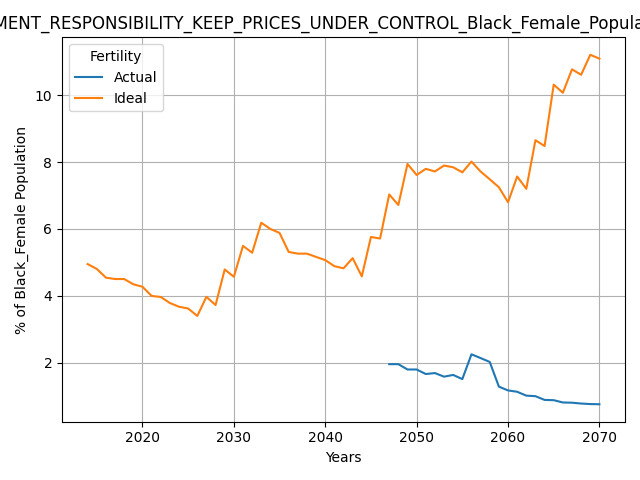 MENT_RESPONSIBILITY_KEEP_PRICES_UNDER_CONTROL_Black_Female_Popula
Fertility
Actual
Ideal
% of Black_Female Population
10
8
6
4
2
2020 2030 2040 2050 2060 2070
Years